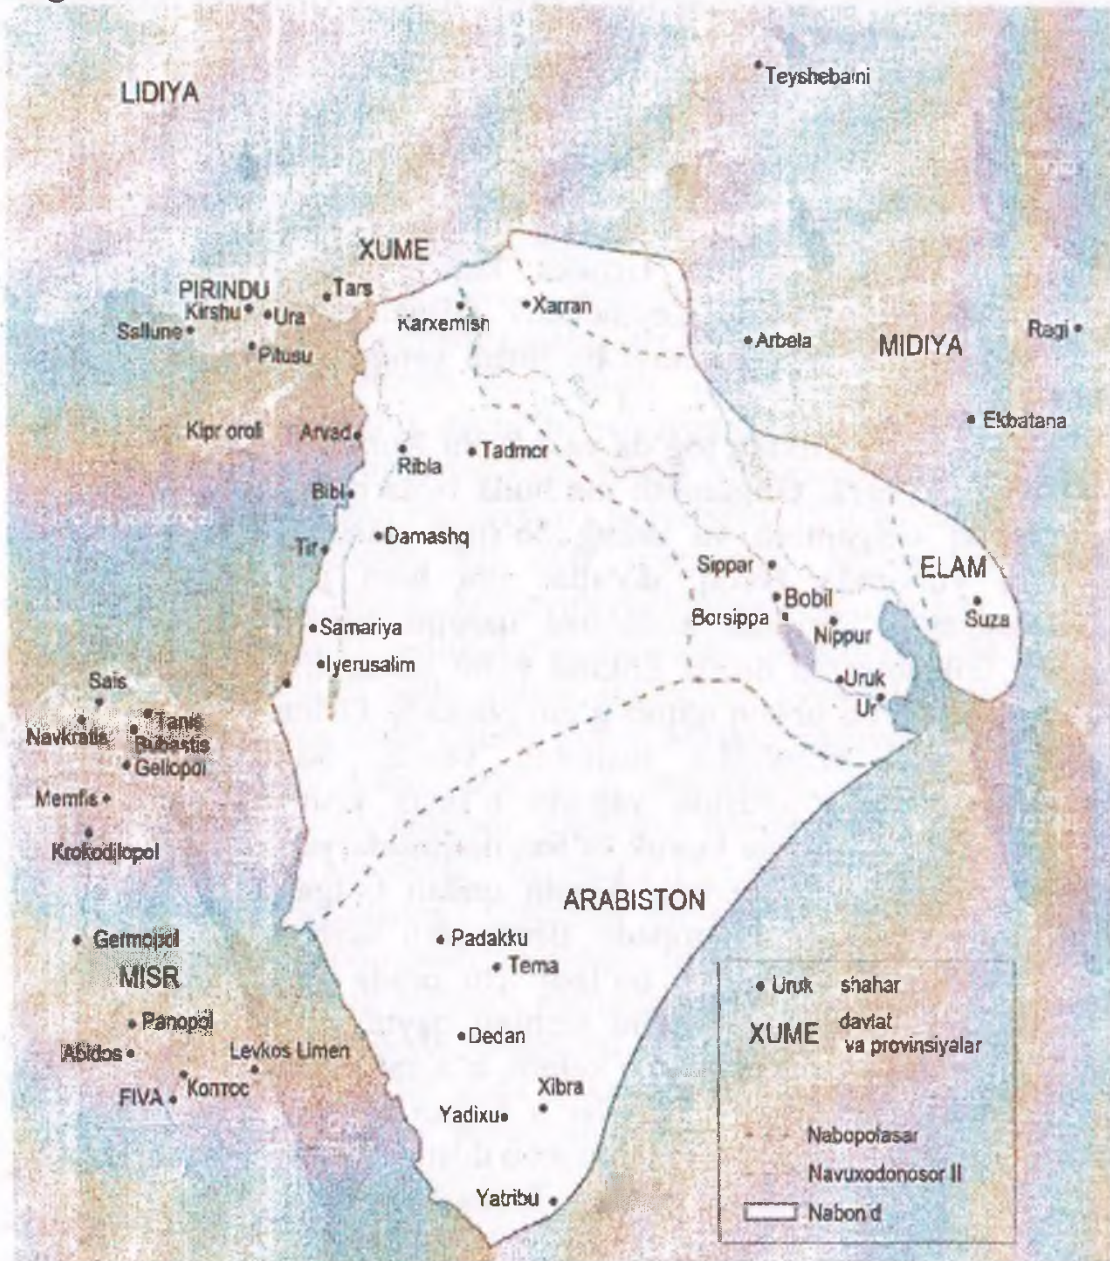 LIDIYA
Teyshebaini
XUME
PIRINDU
Tars
Kirshu
Ura
Sallune
Pitusu
Karxemish
Xarran
Arbela
MIDIYA
Ragi
Ekbatana
Kipr oroli
Arvad
Ribla
Tadmor
Bibl
Damashq
Tir
Sippar
ELAM
Bobil
Borsippa
Nippur
Suza
Samariya
Iyerusalim
Uruk
Ur
Sais
Tanis
Navkratis
Bubastis
Geliopol
Memfis
Krokodilopol
ARABISTON
Germopol
Padakku
MISR
Tema
Panopol
Dedan
Abidos
Levkos Limen
Коптос
FIVA
Xibra
Yadixu
Yatribu
Uruk shahar
XUME davlat
va provinsiyalar
Nabopolasar
Navuxodonosor II
Nabonid